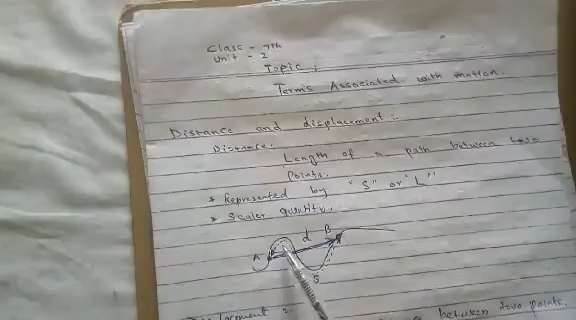 Class - 7th
Unit - 2
Topic :
Terms Associated with motion.
Distance and displacement :-
Distance.
Length of a path between two
points.
* Represented by "S" or "L"
* Scaler quantity.
A d B
S
between two points.